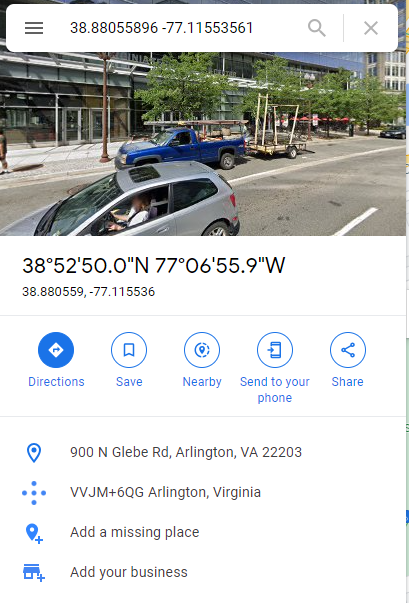 38.88055896 -77.11553561
38°52'50.0"N 77°06'55.9"W
38.880559, -77.115536
Directions
Save
Nearby
Send to your
phone
Share
900 N Glebe Rd, Arlington, VA 22203
VVJM+6QG Arlington, Virginia
Add a missing place
Add your business